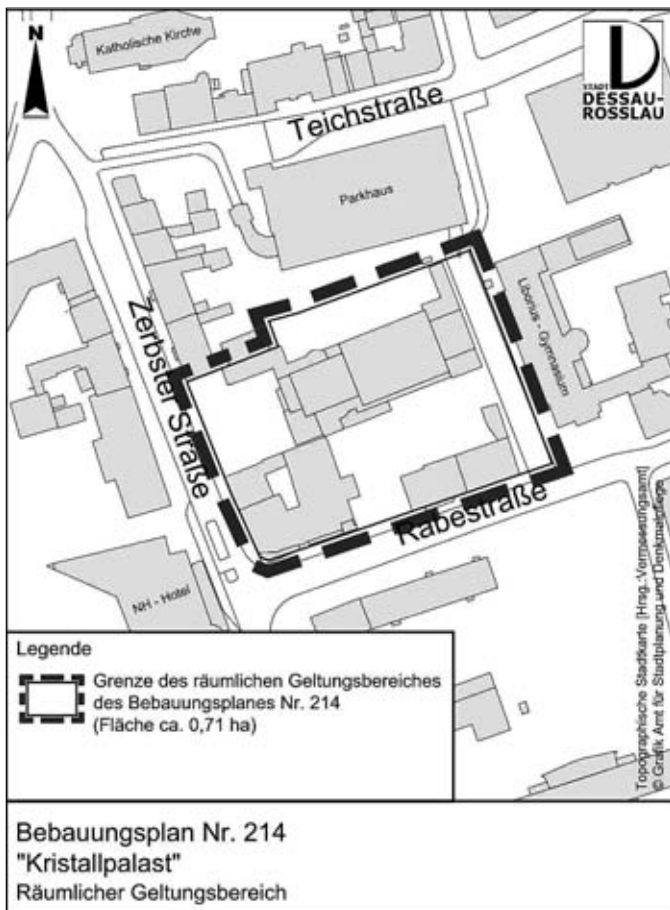 N
Katholische Kirche
STADT
DESSAU-
ROSSLAU
Teichstraße
Parkhaus
Zerbster Straße
Liborius - Gymnasium
Rabestraße
NH - Hotel
Topographische Stadtkarte [Hrsg.:Vermessungsamt]
© Grafik Amt für Stadtplanung und Denkmalpflege
Legende
Grenze des räumlichen Geltungsbereiches
des Bebauungsplanes Nr. 214
(Fläche ca. 0,71 ha)
Bebauungsplan Nr. 214
"Kristallpalast"
Räumlicher Geltungsbereich